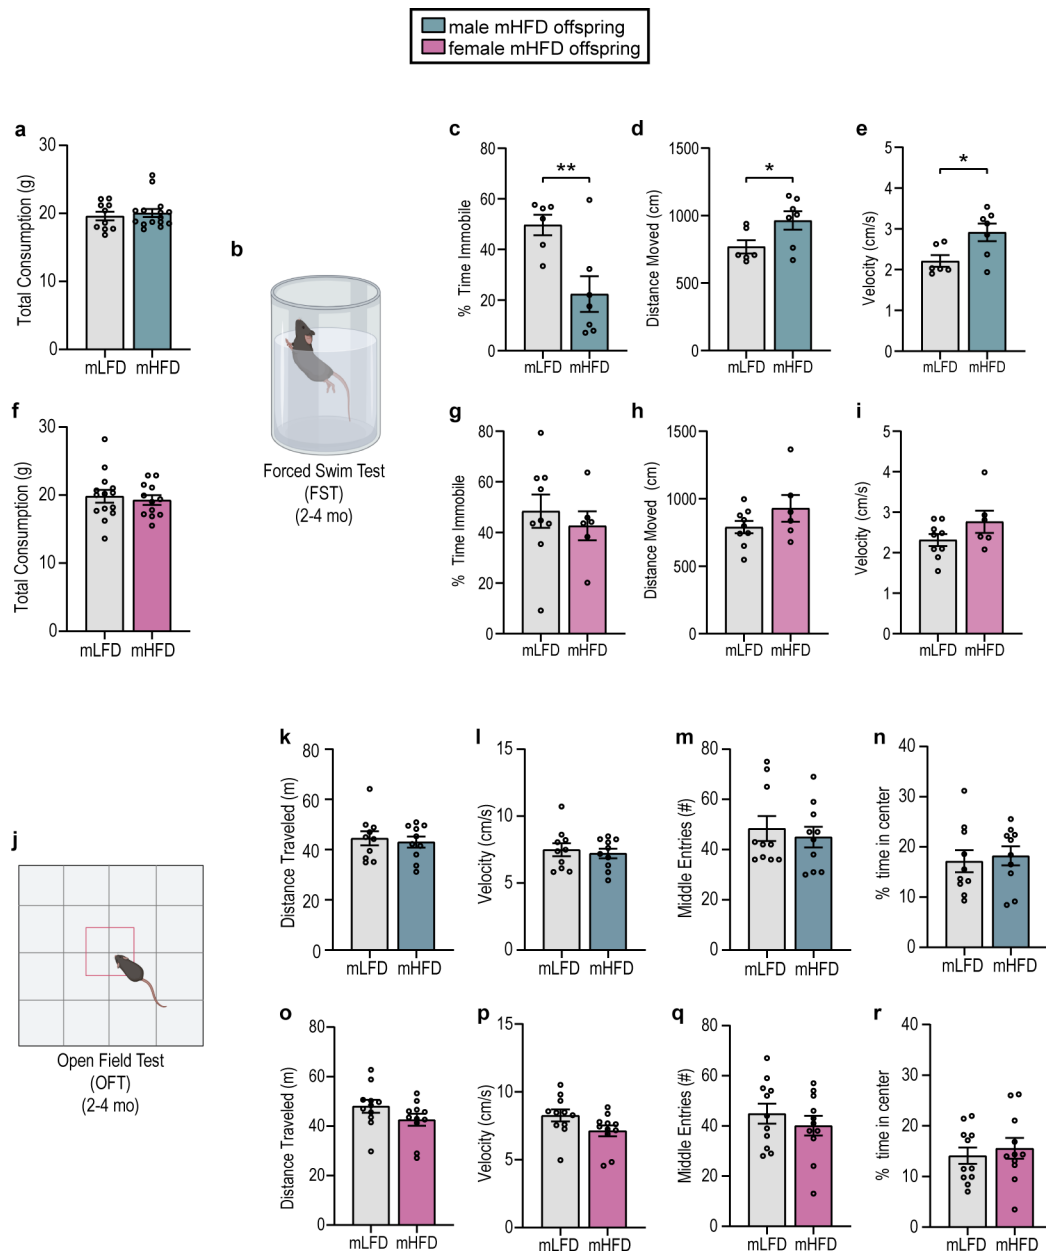 male mHFD offspring
female mHFD offspring
a
Total Consumption (g)
30
20
10
0
mLFD mHFD
b
Forced Swim Test
(FST)
(2-4 mo)
c
% Time Immobile
80
60
40
20
0
**
mLFD mHFD
d
Distance Moved (cm)
1500
1000
500
0
*
mLFD mHFD
e
Velocity (cm/s)
5
4
3
2
1
0
*
mLFD mHFD
f
Total Consumption (g)
30
20
10
0
mLFD mHFD
g
% Time Immobile
80
60
40
20
0
mLFD mHFD
h
Distance Moved (cm)
1500
1000
500
0
mLFD mHFD
i
Velocity (cm/s)
5
4
3
2
1
0
mLFD mHFD
j
Open Field Test
(OFT)
(2-4 mo)
k
Distance Traveled (m)
80
60
40
20
0
mLFD mHFD
l
Velocity (cm/s)
15
10
5
0
mLFD mHFD
m
Middle Entries (#)
80
60
40
20
0
mLFD mHFD
n
% time in center
40
30
20
10
0
mLFD mHFD
o
Distance Traveled (m)
80
60
40
20
0
mLFD mHFD
p
Velocity (cm/s)
15
10
5
0
mLFD mHFD
q
Middle Entries (#)
80
60
40
20
0
mLFD mHFD
r
% time in center
40
30
20
10
0
mLFD mHFD